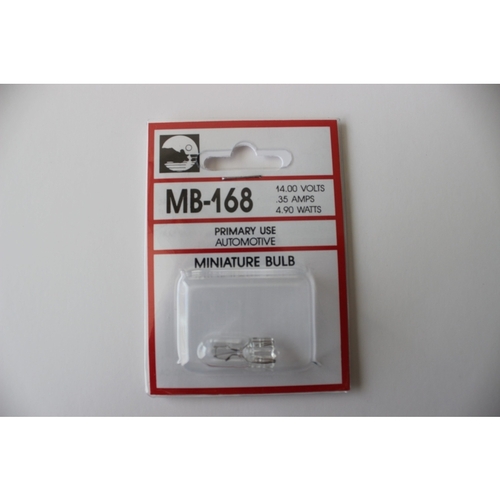 MB-168
14.00 VOLTS
.35 AMPS
4.90 WATTS
PRIMARY USE
AUTOMOTIVE
MINIATURE BULB